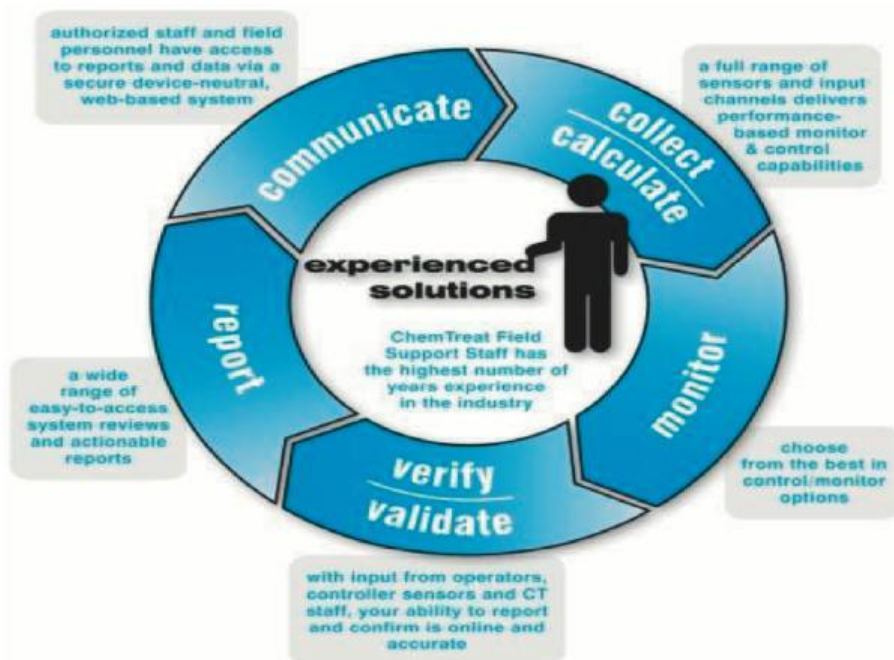 authorized staff and field
personnel have access
to reports and data via a
secure device-neutral,
web-based system
communicate
collect
calculate
a full range of
sensors and input
channels delivers
performance-
based monitor
& control
capabilities
experienced
solutions
ChemTreat Field
Support Staff has
the highest number of
years experience
in the industry
report
monitor
a wide
range of
easy-to-access
system reviews
and actionable
reports
choose
from the best in
control/monitor
options
verify
validate
with input from operators,
controller sensors and CT
staff, your ability to report
and confirm is online and
accurate